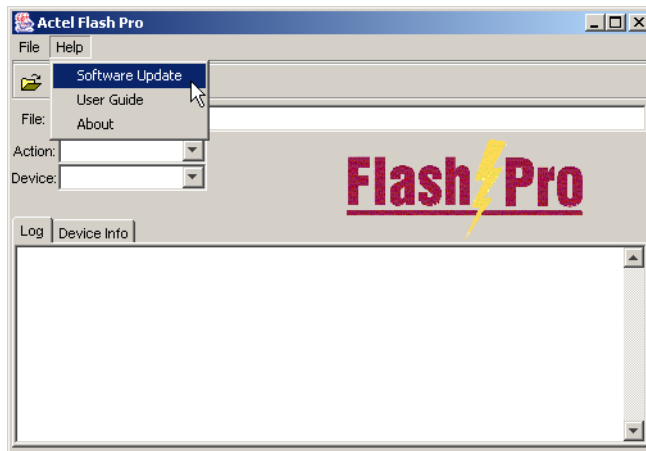 Actel Flash Pro
File Help
Software Update
User Guide
About
File:
Action:
Device:
Flash Pro
Log Device Info